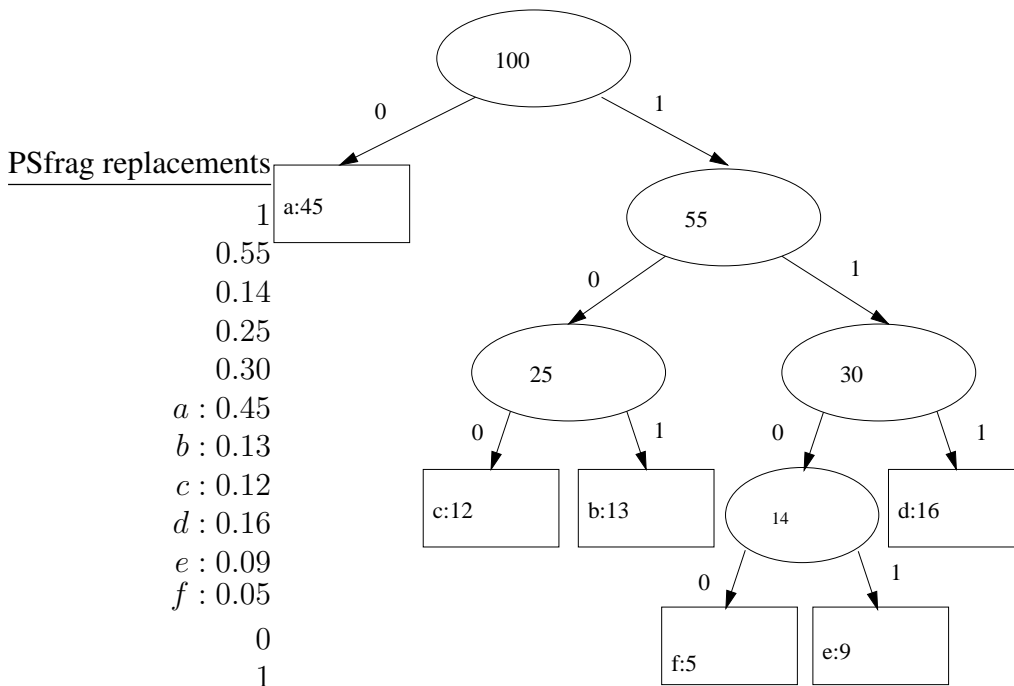 100
0
1
PSfrag replacements
1
a:45
55
0.55
0
1
0.14
0.25
0.30
25
30
a : 0.45
b : 0.13
0
1
0
1
c : 0.12
d : 0.16
c:12
b:13
14
d:16
e : 0.09
f : 0.05
0
1
0
1
f:5
e:9